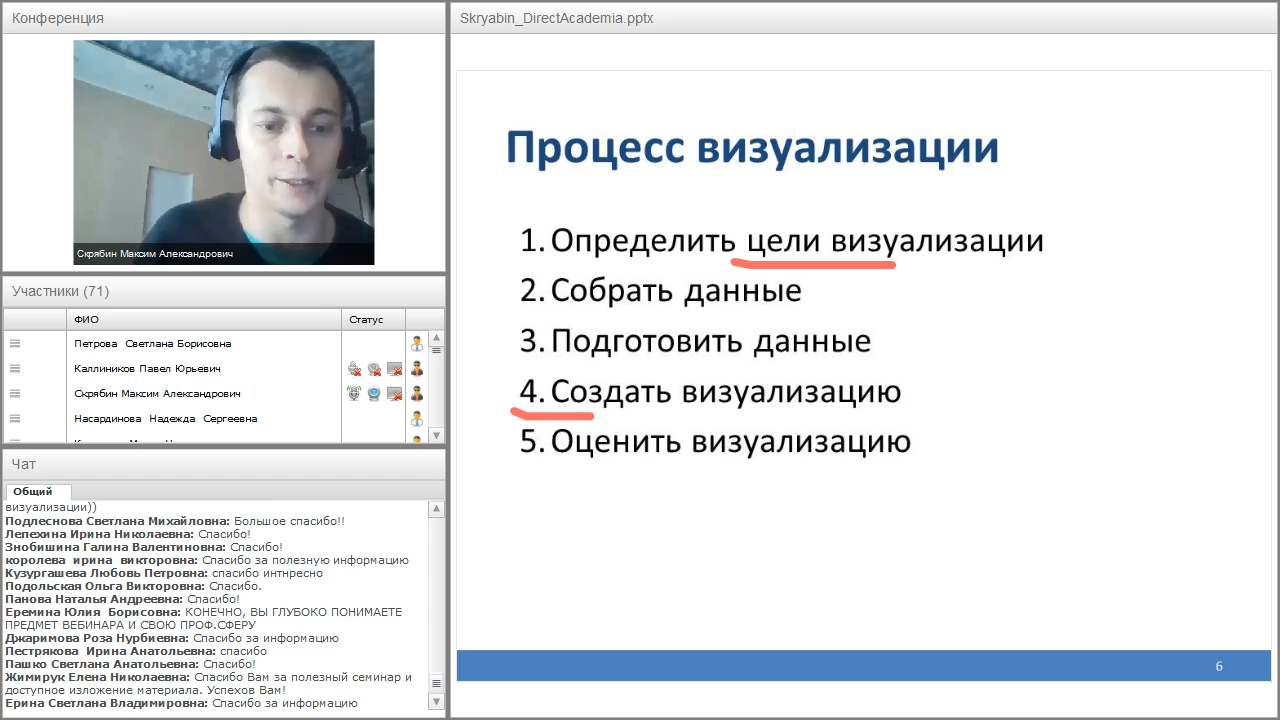 Конференция
Скрябин Максим Александрович
Участники (71)
ФИО Статус
Петрова Светлана Борисовна
Каллиников Павел Юрьевич
Скрябин Максим Александрович
Насардинова Надежда Сергеевна
Чат
Общий
визуализации))
Подлеснова Светлана Михайловна: Большое спасибо!!
Лепехина Ирина Николаевна: Спасибо!
Знобишина Галина Валентиновна: Спасибо!
королева ирина викторовна: Спасибо за полезную информацию
Кузургашева Любовь Петровна: спасибо интнресно
Подольская Ольга Викторовна: Спасибо.
Панова Наталья Андреевна: Спасибо!
Еремина Юлия Борисовна: КОНЕЧНО, ВЫ ГЛУБОКО ПОНИМАЕТЕ
ПРЕДМЕТ ВЕБИНАРА И СВОЮ ПРОФ.СФЕРУ
Джаримова Роза Нурбиевна: Спасибо за информацию
Пестрякова Ирина Анатольевна: спасибо
Пашко Светлана Анатольевна: Спасибо!
Жимирук Елена Николаевна: Спасибо Вам за полезный семинар и
доступное изложение материала. Успехов Вам!
Ерина Светлана Владимировна: Спасибо за информацию
Skryabin_DirectAcademia.pptx
Процесс визуализации
1. Определить цели визуализации
2. Собрать данные
3. Подготовить данные
4. Создать визуализацию
5. Оценить визуализацию
6